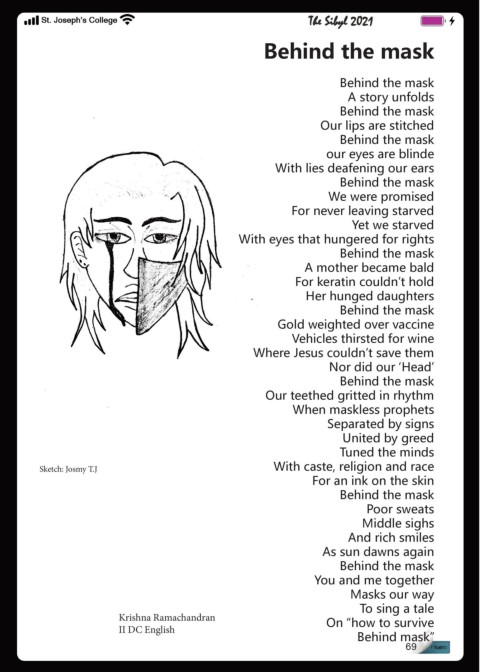 St. Joseph's College
The Sibyl 2021
Behind the mask
Behind the mask
A story unfolds
Behind the mask
Our lips are stitched
Behind the mask
our eyes are blinde
With lies deafening our ears
Behind the mask
We were promised
For never leaving starved
Yet we starved
With eyes that hungered for rights
Behind the mask
A mother became bald
For keratin couldn't hold
Her hunged daughters
Behind the mask
Gold weighted over vaccine
Vehicles thirsted for wine
Where Jesus couldn't save them
Nor did our 'Head'
Behind the mask
Our teethed gritted in rhythm
When maskless prophets
Separated by signs
United by greed
Tuned the minds
With caste, religion and race
For an ink on the skin
Behind the mask
Poor sweats
Middle sighs
And rich smiles
As sun dawns again
Behind the mask
You and me together
Masks our way
To sing a tale
On "how to survive
Behind mask"
Sketch: Josmy T.J
Krishna Ramachandran
II DC English
69